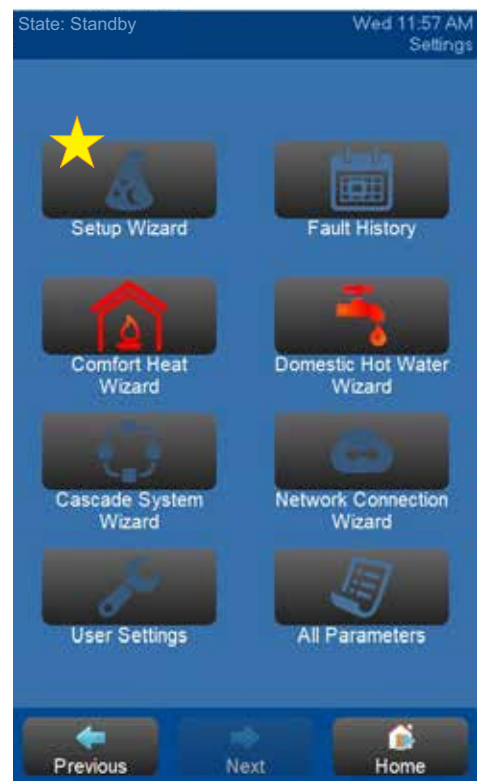 State: Standby
Wed 11:57 AM
Settings
Setup Wizard
Fault History
Comfort Heat
Wizard
Domestic Hot Water
Wizard
Cascade System
Wizard
Network Connection
Wizard
User Settings
All Parameters
Previous
Next
Home